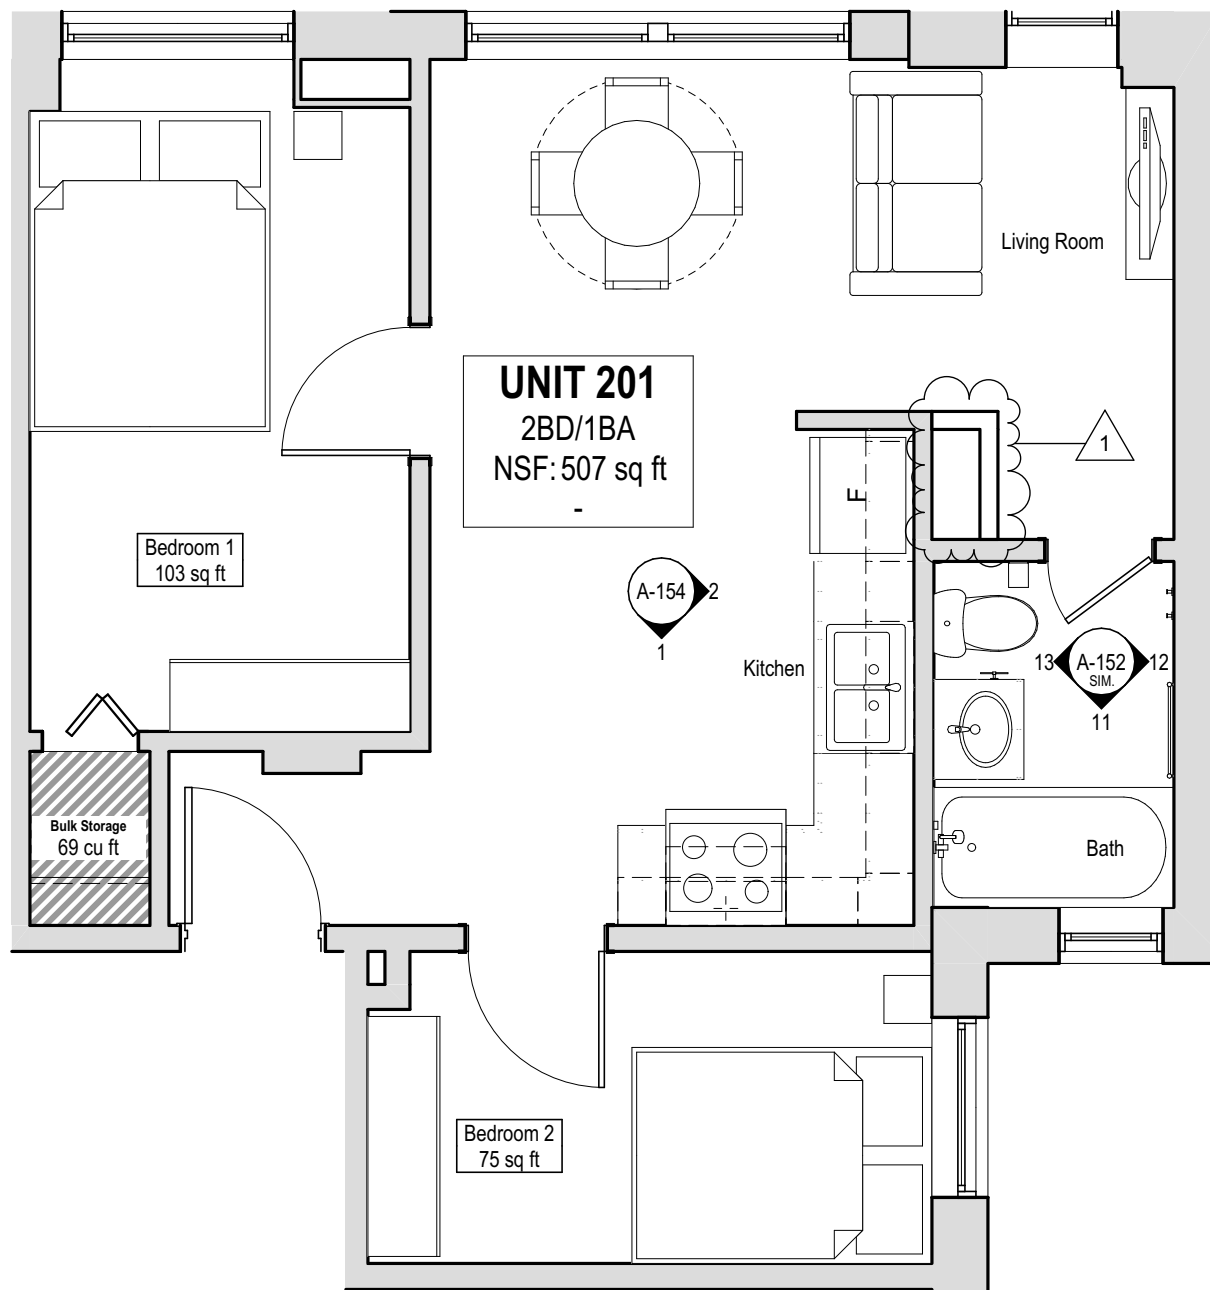 Living Room
UNIT 201
2BD/1BA
NSF: 507 sq ft
-
1
F
Bedroom 1
103 sq ft
A-154
2
1
Kitchen
13
A-152
SIM.
12
11
Bulk Storage
69 cu ft
Bath
Bedroom 2
75 sq ft